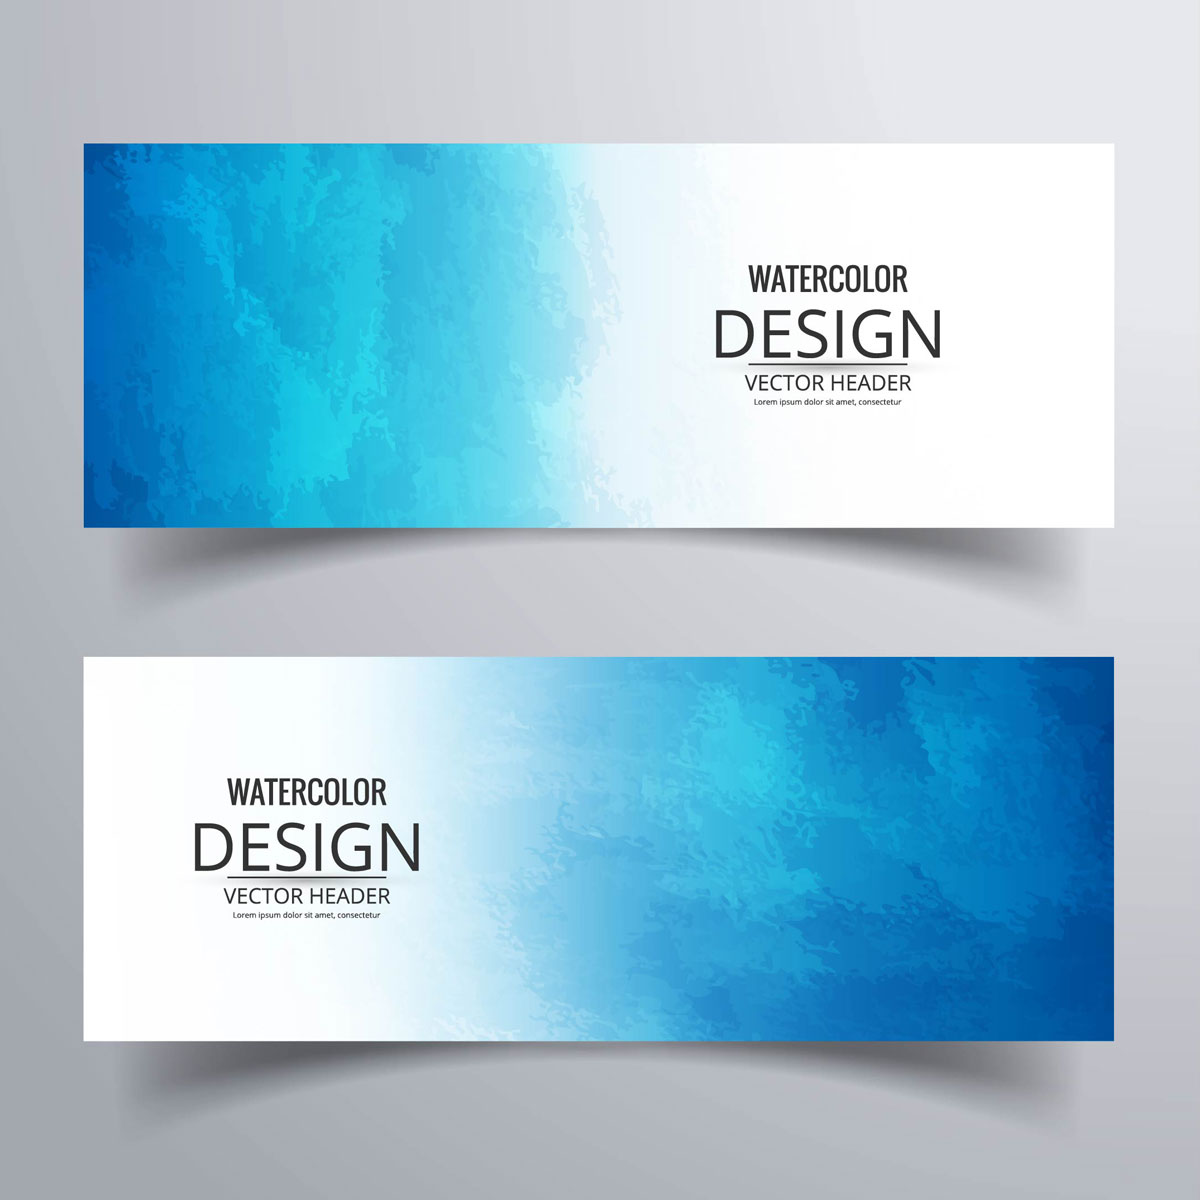 WATERCOLOR
DESIGN
VECTOR HEADER
Lorem ipsum dolor sit amet, consectetur
WATERCOLOR
DESIGN
VECTOR HEADER
Lorem ipsum dolor sit amet, consectetur